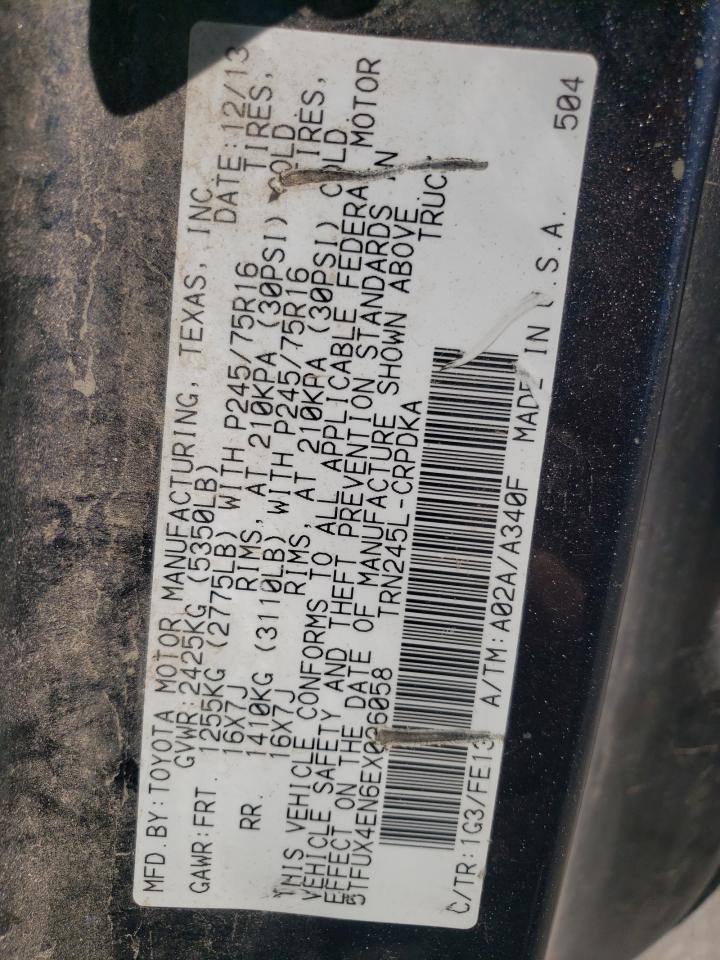 MFD.BY:TOYOTA MOTOR MANUFACTURING, TEXAS, INC.
GVWR:2425KG (5350LB) DATE:12/13
GAWR:FRT. 1255KG (2775LB) WITH P245/75R16 TIRES,
16X7J RIMS, AT 210KPA (30PSI) COLD
RR. 1410KG (3110LB) WITH P245/75R16 TIRES,
16X7J RIMS, AT 210KPA (30PSI) COLD
THIS VEHICLE CONFORMS TO ALL APPLICABLE FEDERAL MOTOR
VEHICLE SAFETY AND THEFT PREVENTION STANDARDS IN
EFFECT ON THE DATE OF MANUFACTURE SHOWN ABOVE.
TRN245L-CRPDKA TRUCK
C/TR:1G3/FE13 A/TM:A02A/A340F MADE IN U.S.A. 504